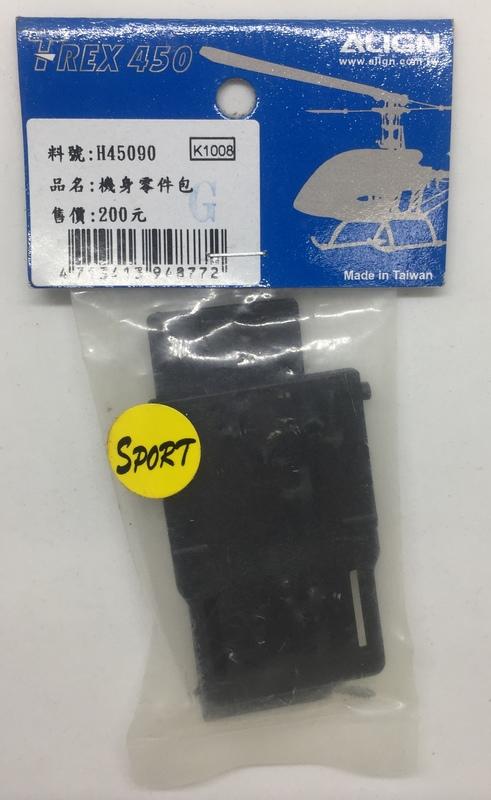 T-REX 450
ALIGN
www.align.com.tw
料號:H45090
K1008
品名:機身零件包
G
售價:200元
4 713413 948772
Made in Taiwan
SPORT